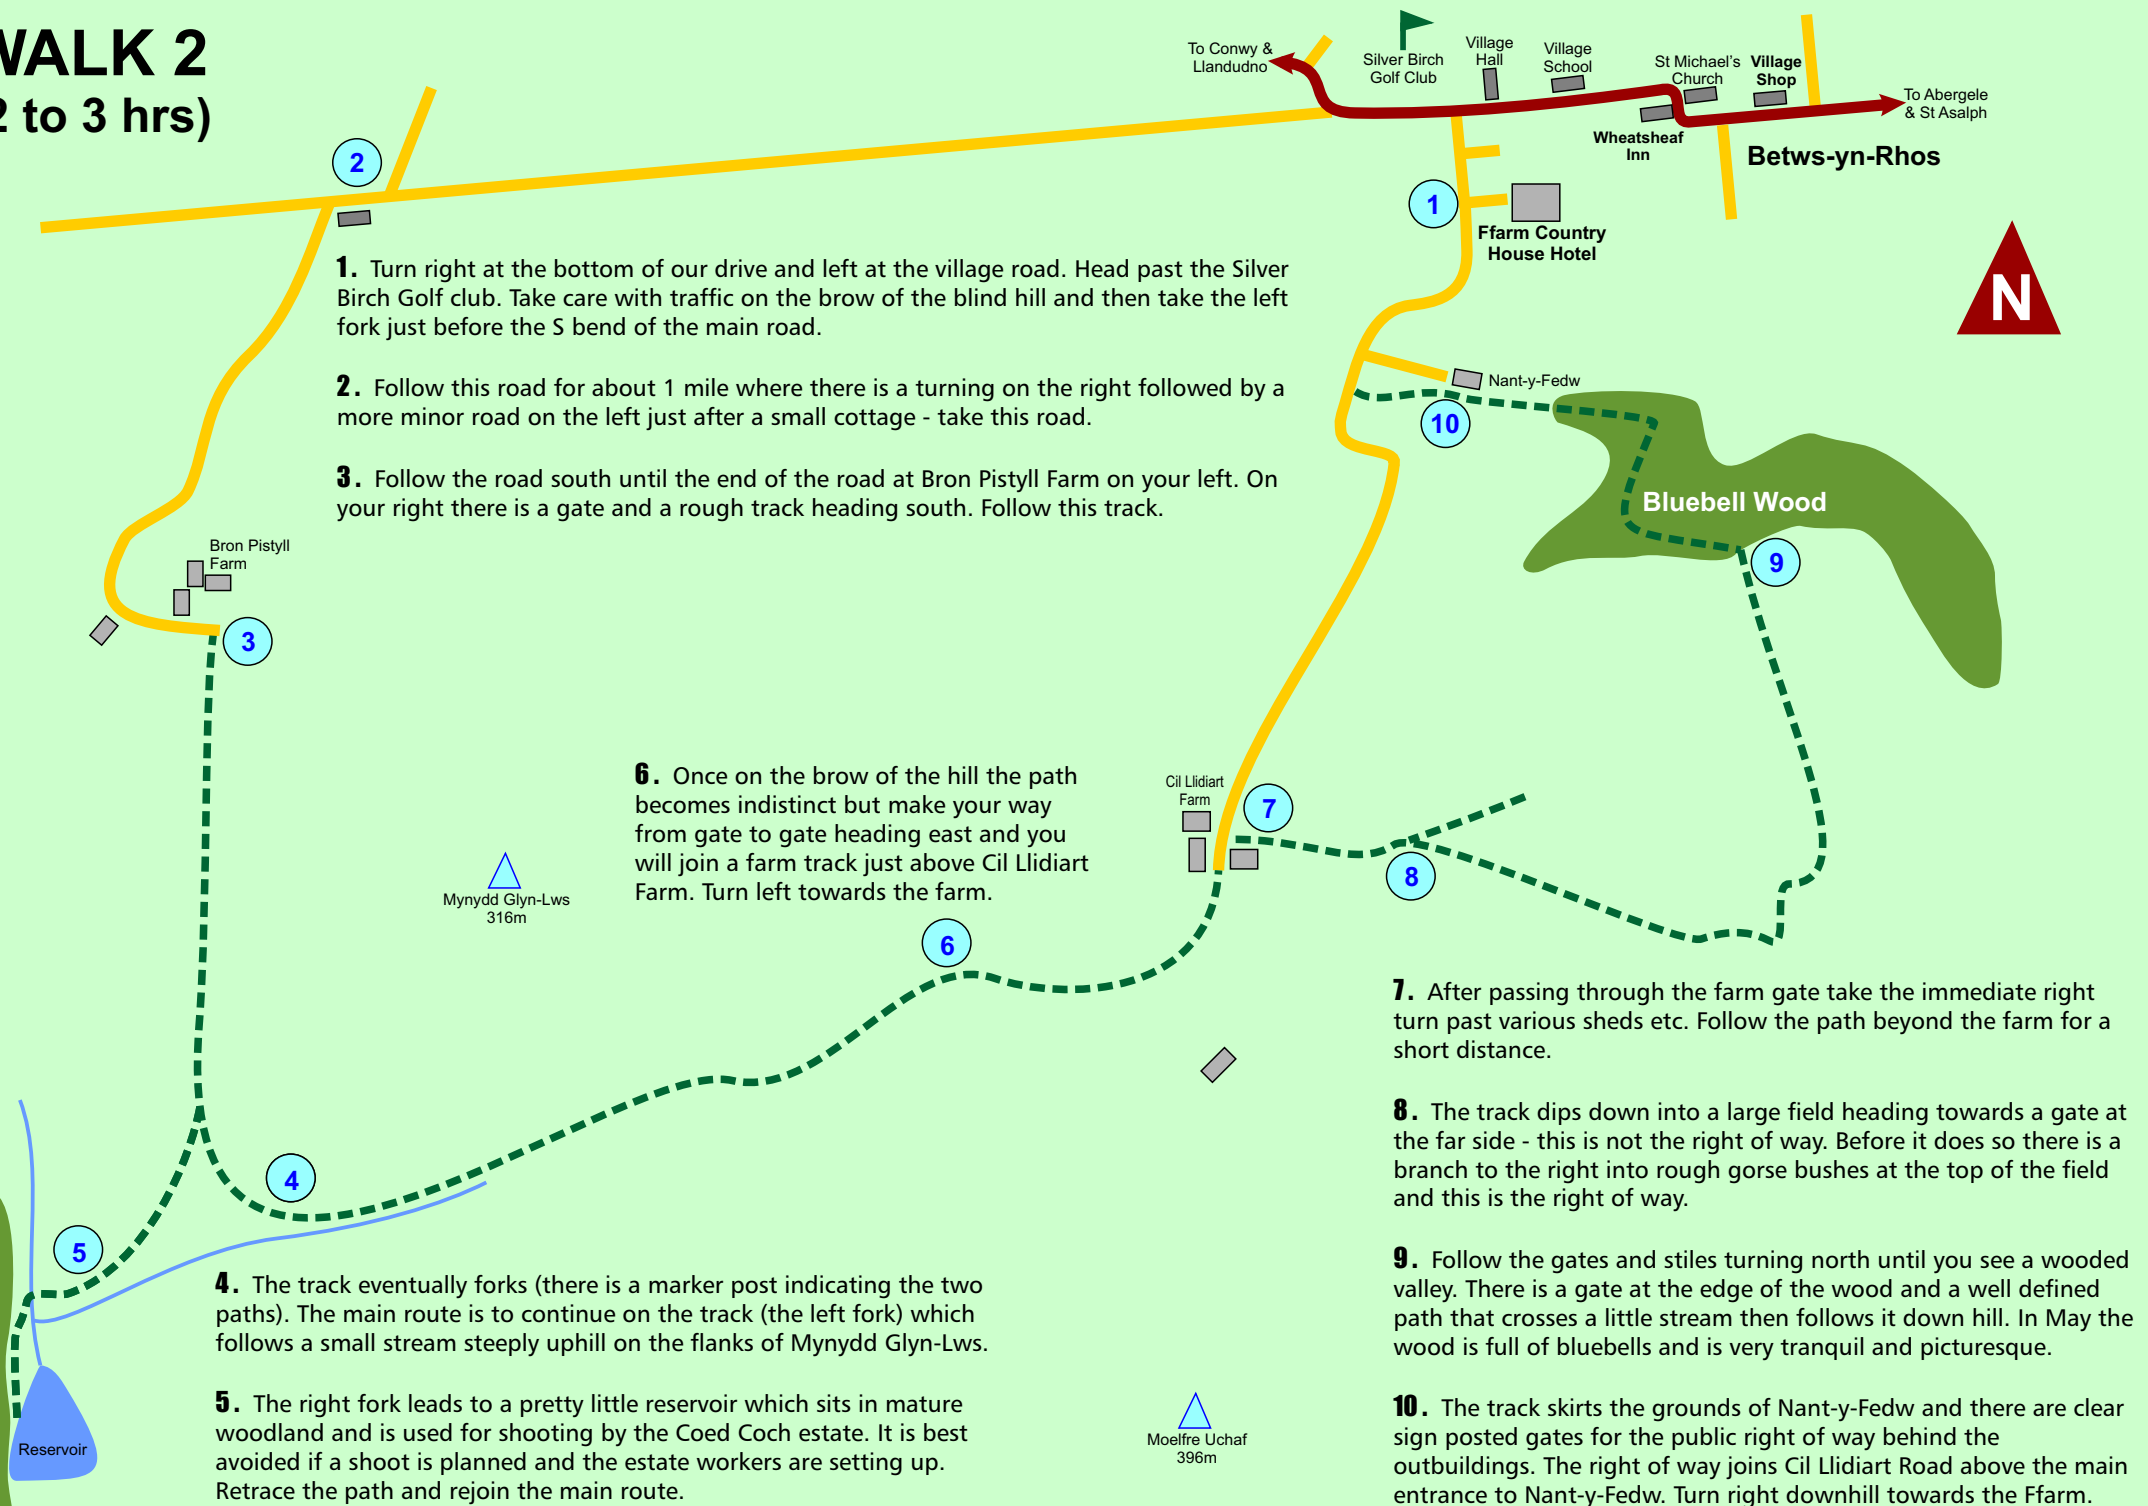 WALK 2
2 to 3 hrs)
To Conwy &
Llandudno
Silver Birch
Golf Club
Village
Hall
Village
School
St Michael's
Church
Village
Shop
To Abergele
& St Asalph
Wheatsheaf
Inn
Betws-yn-Rhos
2
1
Ffarm Country
House Hotel
N
1. Turn right at the bottom of our drive and left at the village road. Head past the Silver
Birch Golf club. Take care with traffic on the brow of the blind hill and then take the left
fork just before the S bend of the main road.
2. Follow this road for about 1 mile where there is a turning on the right followed by a
more minor road on the left just after a small cottage - take this road.
3. Follow the road south until the end of the road at Bron Pistyll Farm on your left. On
your right there is a gate and a rough track heading south. Follow this track.
Nant-y-Fedw
10
Bluebell Wood
9
Bron Pistyll
Farm
3
6. Once on the brow of the hill the path
becomes indistinct but make your way
from gate to gate heading east and you
will join a farm track just above Cil Llidiart
Farm. Turn left towards the farm.
Cil Llidiart
Farm
7
8
Mynydd Glyn-Lws
316m
6
4
5
7. After passing through the farm gate take the immediate right
turn past various sheds etc. Follow the path beyond the farm for a
short distance.
8. The track dips down into a large field heading towards a gate at
the far side - this is not the right of way. Before it does so there is a
branch to the right into rough gorse bushes at the top of the field
and this is the right of way.
9. Follow the gates and stiles turning north until you see a wooded
valley. There is a gate at the edge of the wood and a well defined
path that crosses a little stream then follows it down hill. In May the
wood is full of bluebells and is very tranquil and picturesque.
10. The track skirts the grounds of Nant-y-Fedw and there are clear
sign posted gates for the public right of way behind the
outbuildings. The right of way joins Cil Llidiart Road above the main
entrance to Nant-y-Fedw. Turn right downhill towards the Ffarm.
4. The track eventually forks (there is a marker post indicating the two
paths). The main route is to continue on the track (the left fork) which
follows a small stream steeply uphill on the flanks of Mynydd Glyn-Lws.
5. The right fork leads to a pretty little reservoir which sits in mature
woodland and is used for shooting by the Coed Coch estate. It is best
avoided if a shoot is planned and the estate workers are setting up.
Retrace the path and rejoin the main route.
Reservoir
Moelfre Uchaf
396m